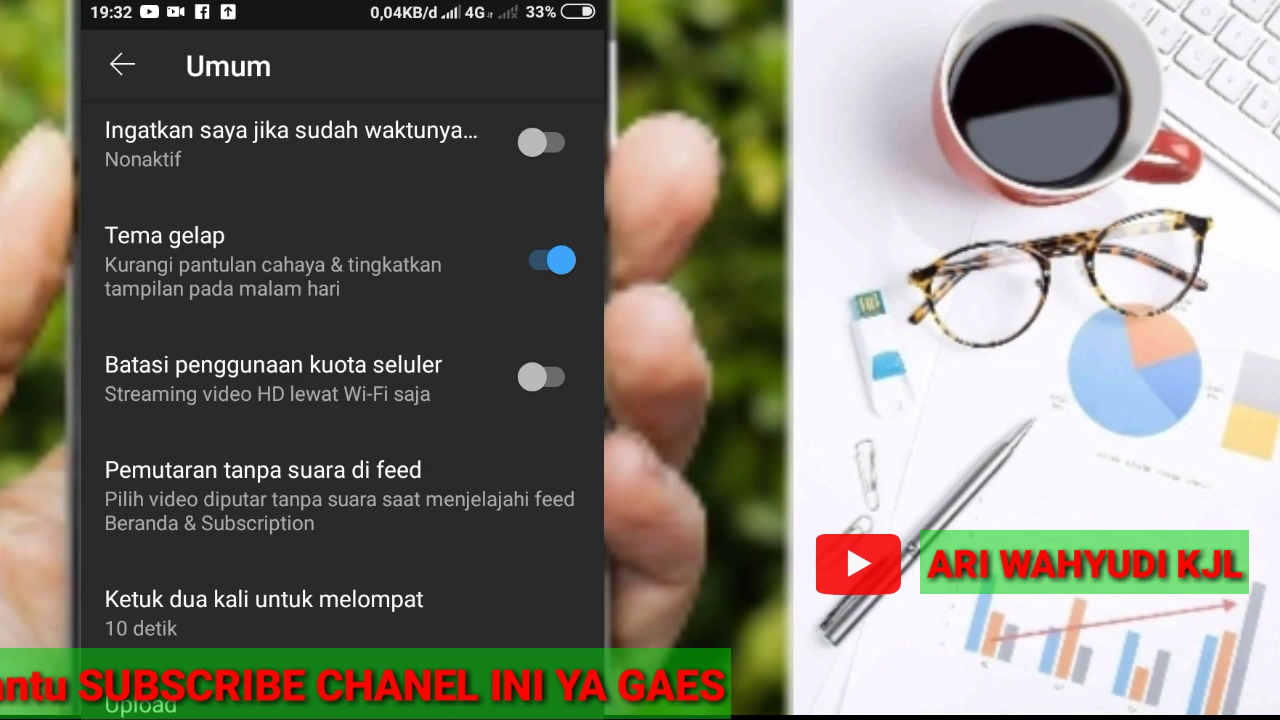 19:32 0,04KB/d 4G 33%
Umum
Ingatkan saya jika sudah waktunya...
Nonaktif
Tema gelap
Kurangi pantulan cahaya & tingkatkan
tampilan pada malam hari
Batasi penggunaan kuota seluler
Streaming video HD lewat Wi-Fi saja
Pemutaran tanpa suara di feed
Pilih video diputar tanpa suara saat menjelajahi feed
Beranda & Subscription
Ketuk dua kali untuk melompat
10 detik
ARI WAHYUDI KJL
antu SUBSCRIBE CHANEL INI YA GAES
Upload